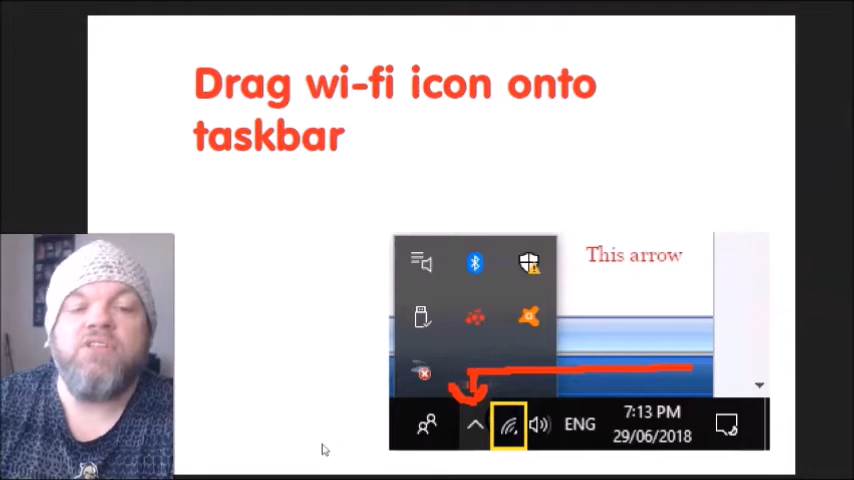 Drag wi-fi icon onto
taskbar
This arrow
ENG
7:13 PM
29/06/2018